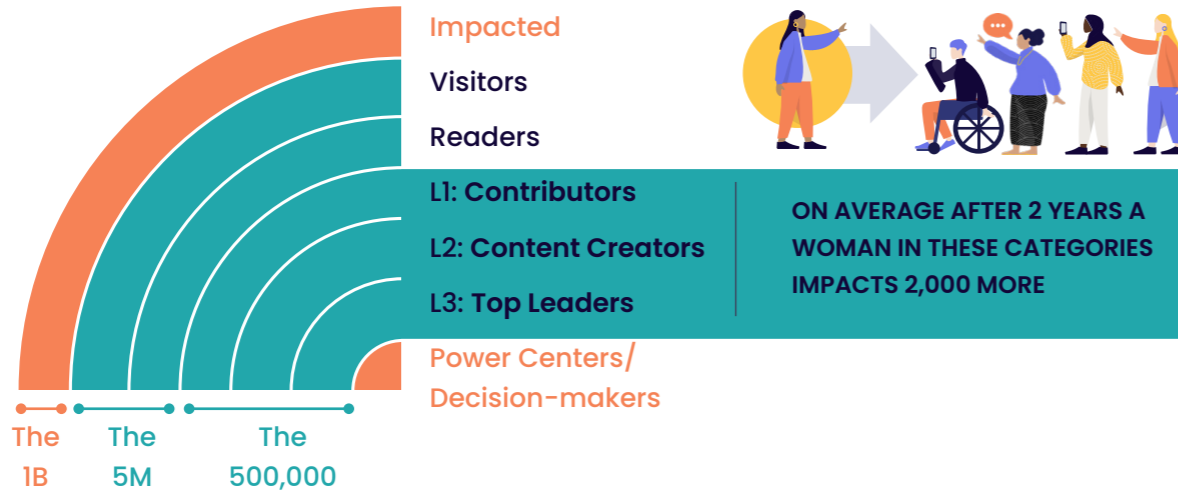 Impacted
Visitors
Readers
L1: Contributors
L2: Content Creators
L3: Top Leaders
ON AVERAGE AFTER 2 YEARS A
WOMAN IN THESE CATEGORIES
IMPACTS 2,000 MORE
Power Centers/
Decision-makers
The
1B
The
5M
The
500,000